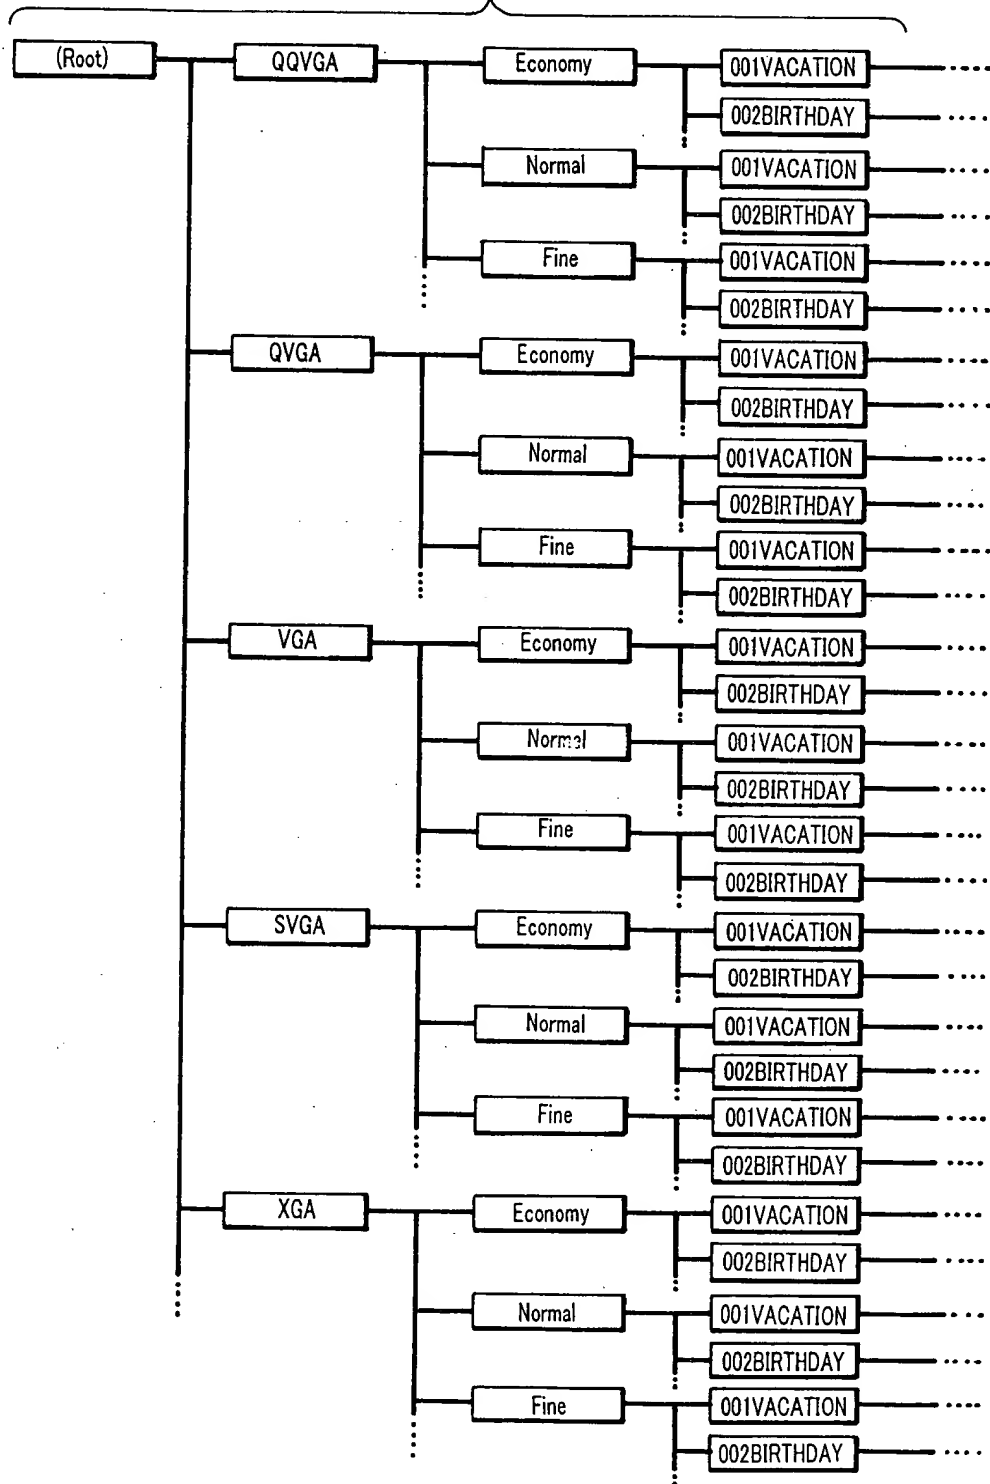 (Root) QQVGA Economy 001VACATION
002BIRTHDAY
Normal 001VACATION
002BIRTHDAY
Fine 001VACATION
002BIRTHDAY
QVGA Economy 001VACATION
002BIRTHDAY
Normal 001VACATION
002BIRTHDAY
Fine 001VACATION
002BIRTHDAY
VGA Economy 001VACATION
002BIRTHDAY
Normal 001VACATION
002BIRTHDAY
Fine 001VACATION
002BIRTHDAY
SVGA Economy 001VACATION
002BIRTHDAY
Normal 001VACATION
002BIRTHDAY
Fine 001VACATION
002BIRTHDAY
XGA Economy 001VACATION
002BIRTHDAY
Normal 001VACATION
002BIRTHDAY
Fine 001VACATION
002BIRTHDAY